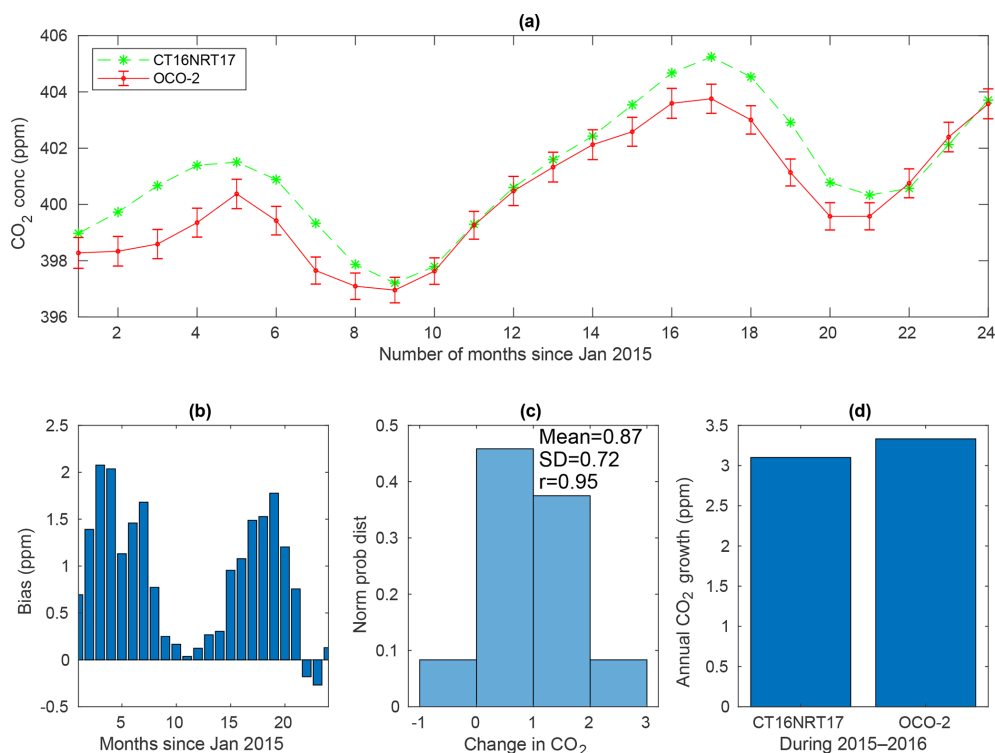 (a)
406
404
402
400
398
396
CO2 conc (ppm)
CT16NRT17
OCO-2
2 4 6 8 10 12 14 16 18 20 22 24
Number of months since Jan 2015
(b)
2.5
2
1.5
1
0.5
0
-0.5
Bias (ppm)
5 10 15 20
Months since Jan 2015
(c)
0.5
0.4
0.3
0.2
0.1
0
Norm prob dist
Mean=0.87
SD=0.72
r=0.95
-1 0 1 2 3
Change in CO2
(d)
3.5
3
2.5
2
1.5
1
0.5
0
Annual CO2 growth (ppm)
CT16NRT17 OCO-2
During 2015–2016